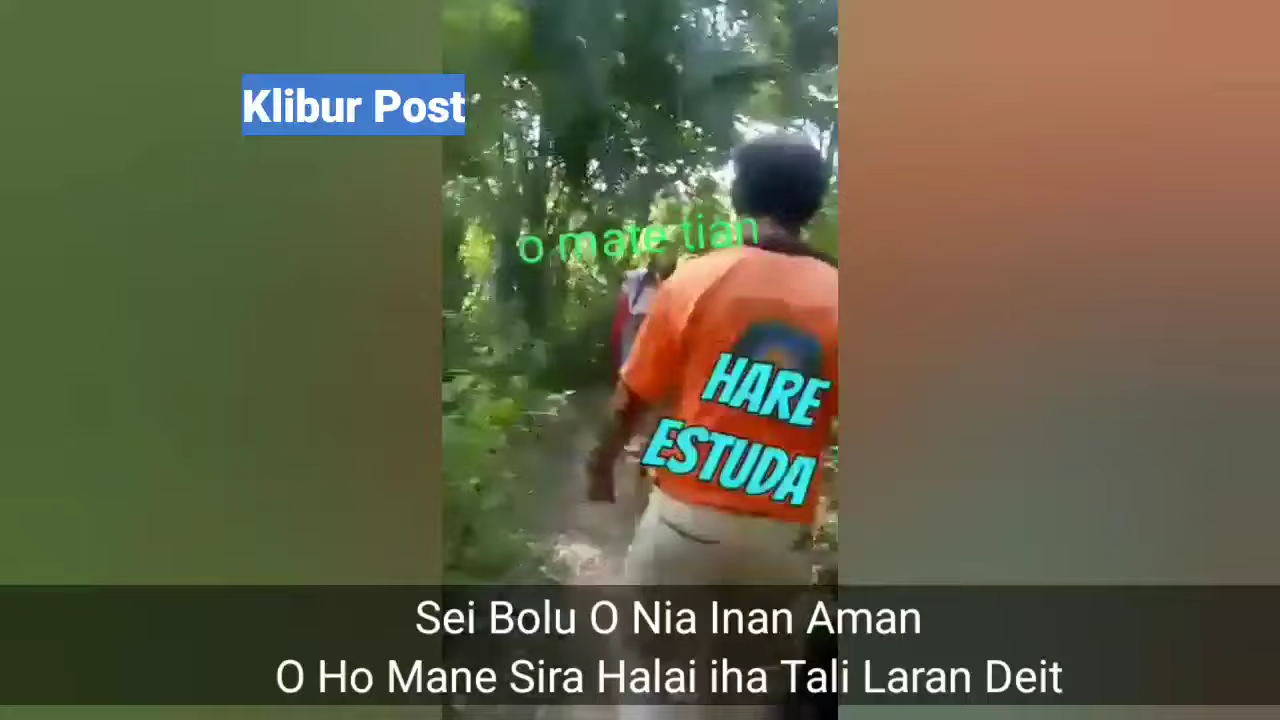 Klibur Post
o mate tian
HARE
ESTUDA
Sei Bolu O Nia Inan Aman
O Ho Mane Sira Halai iha Tali Laran Deit